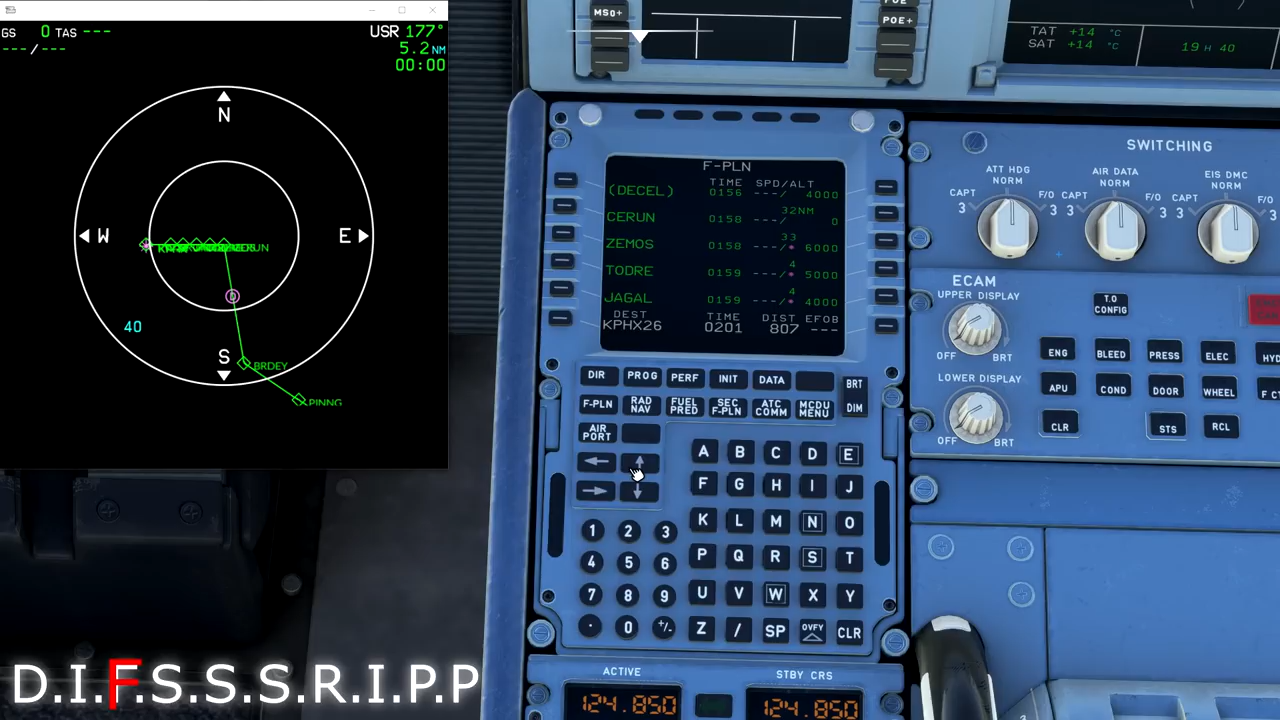 GS 0 TAS ---
---/---
USR 177°
5.2NM
00:00
N
W
E
S
40
BRDEY
PINNG
MS0+
POE+
TAT +14 °C
SAT +14 °C
19 H 40
F-PLN
TIME SPD/ALT
(DECEL) 0156 ---/ 4000
32NM
CERUN 0158 ---/ 0
33
ZEMOS 0158 ---/* 6000
4
TODRE 0159 ---/* 5000
4
JAGAL 0159 ---/* 4000
DEST TIME DIST EFOB
KPHX26 0201 807 ---
DIR PROG PERF INIT DATA
BRT
DIM
F-PLN
RAD NAV
FUEL PRED
SEC F-PLN
ATC COMM
MCDU MENU
AIR PORT
A B C D E
F G H I J
K L M N O
P Q R S T
U V W X Y
Z / SP OVFY CLR
1 2 3
4 5 6
7 8 9
. 0 +/-
ACTIVE
STBY CRS
124.850
124.850
SWITCHING
ATT HDG
NORM
CAPT 3
F/O 3
AIR DATA
NORM
CAPT 3
F/O 3
EIS DMC
NORM
CAPT 3
F/O 3
ECAM
UPPER DISPLAY
OFF BRT
LOWER DISPLAY
OFF BRT
T.O CONFIG
ENG BLEED PRESS ELEC HYD
APU COND DOOR WHEEL F CT
CLR STS RCL
D.I.F.S.S.S.R.I.P.P